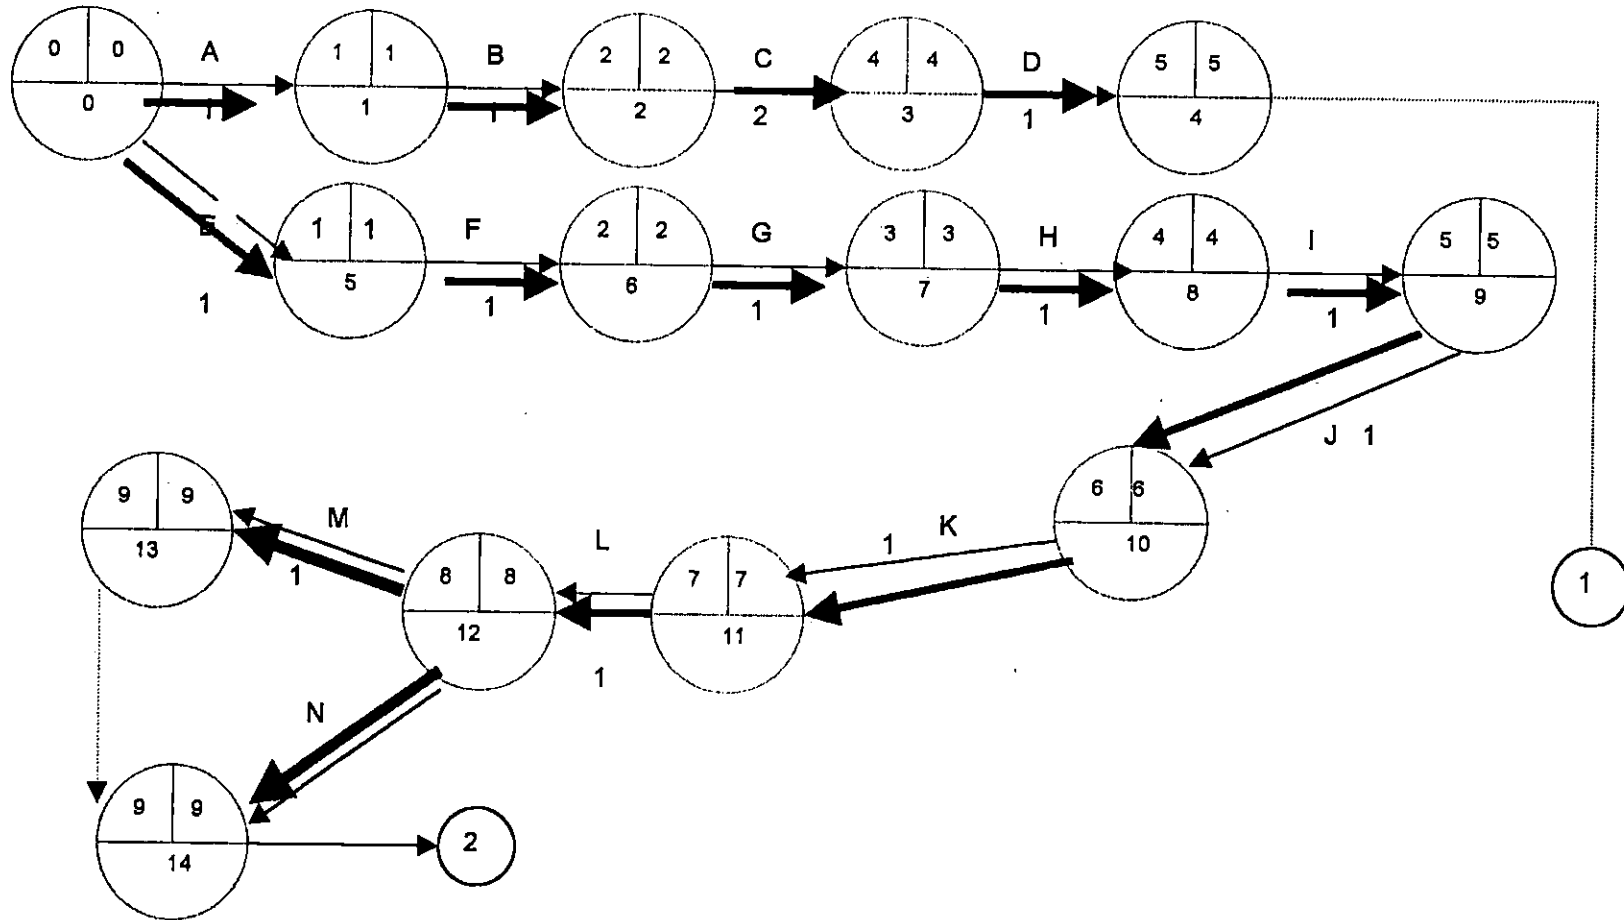 0 0 A 1 1 B 2 2 C 4 4 D 5 5
0 1 1 1 1 2 2 3 1 4
E 1 1 F 2 2 G 3 3 H 4 4 I 5 5
1 5 1 6 1 7 1 8 1 9
J 1
9 9 M 6 6
13 1 L 1 K 10
8 8 7 7 1
12 11
1
N
9 9 2
14